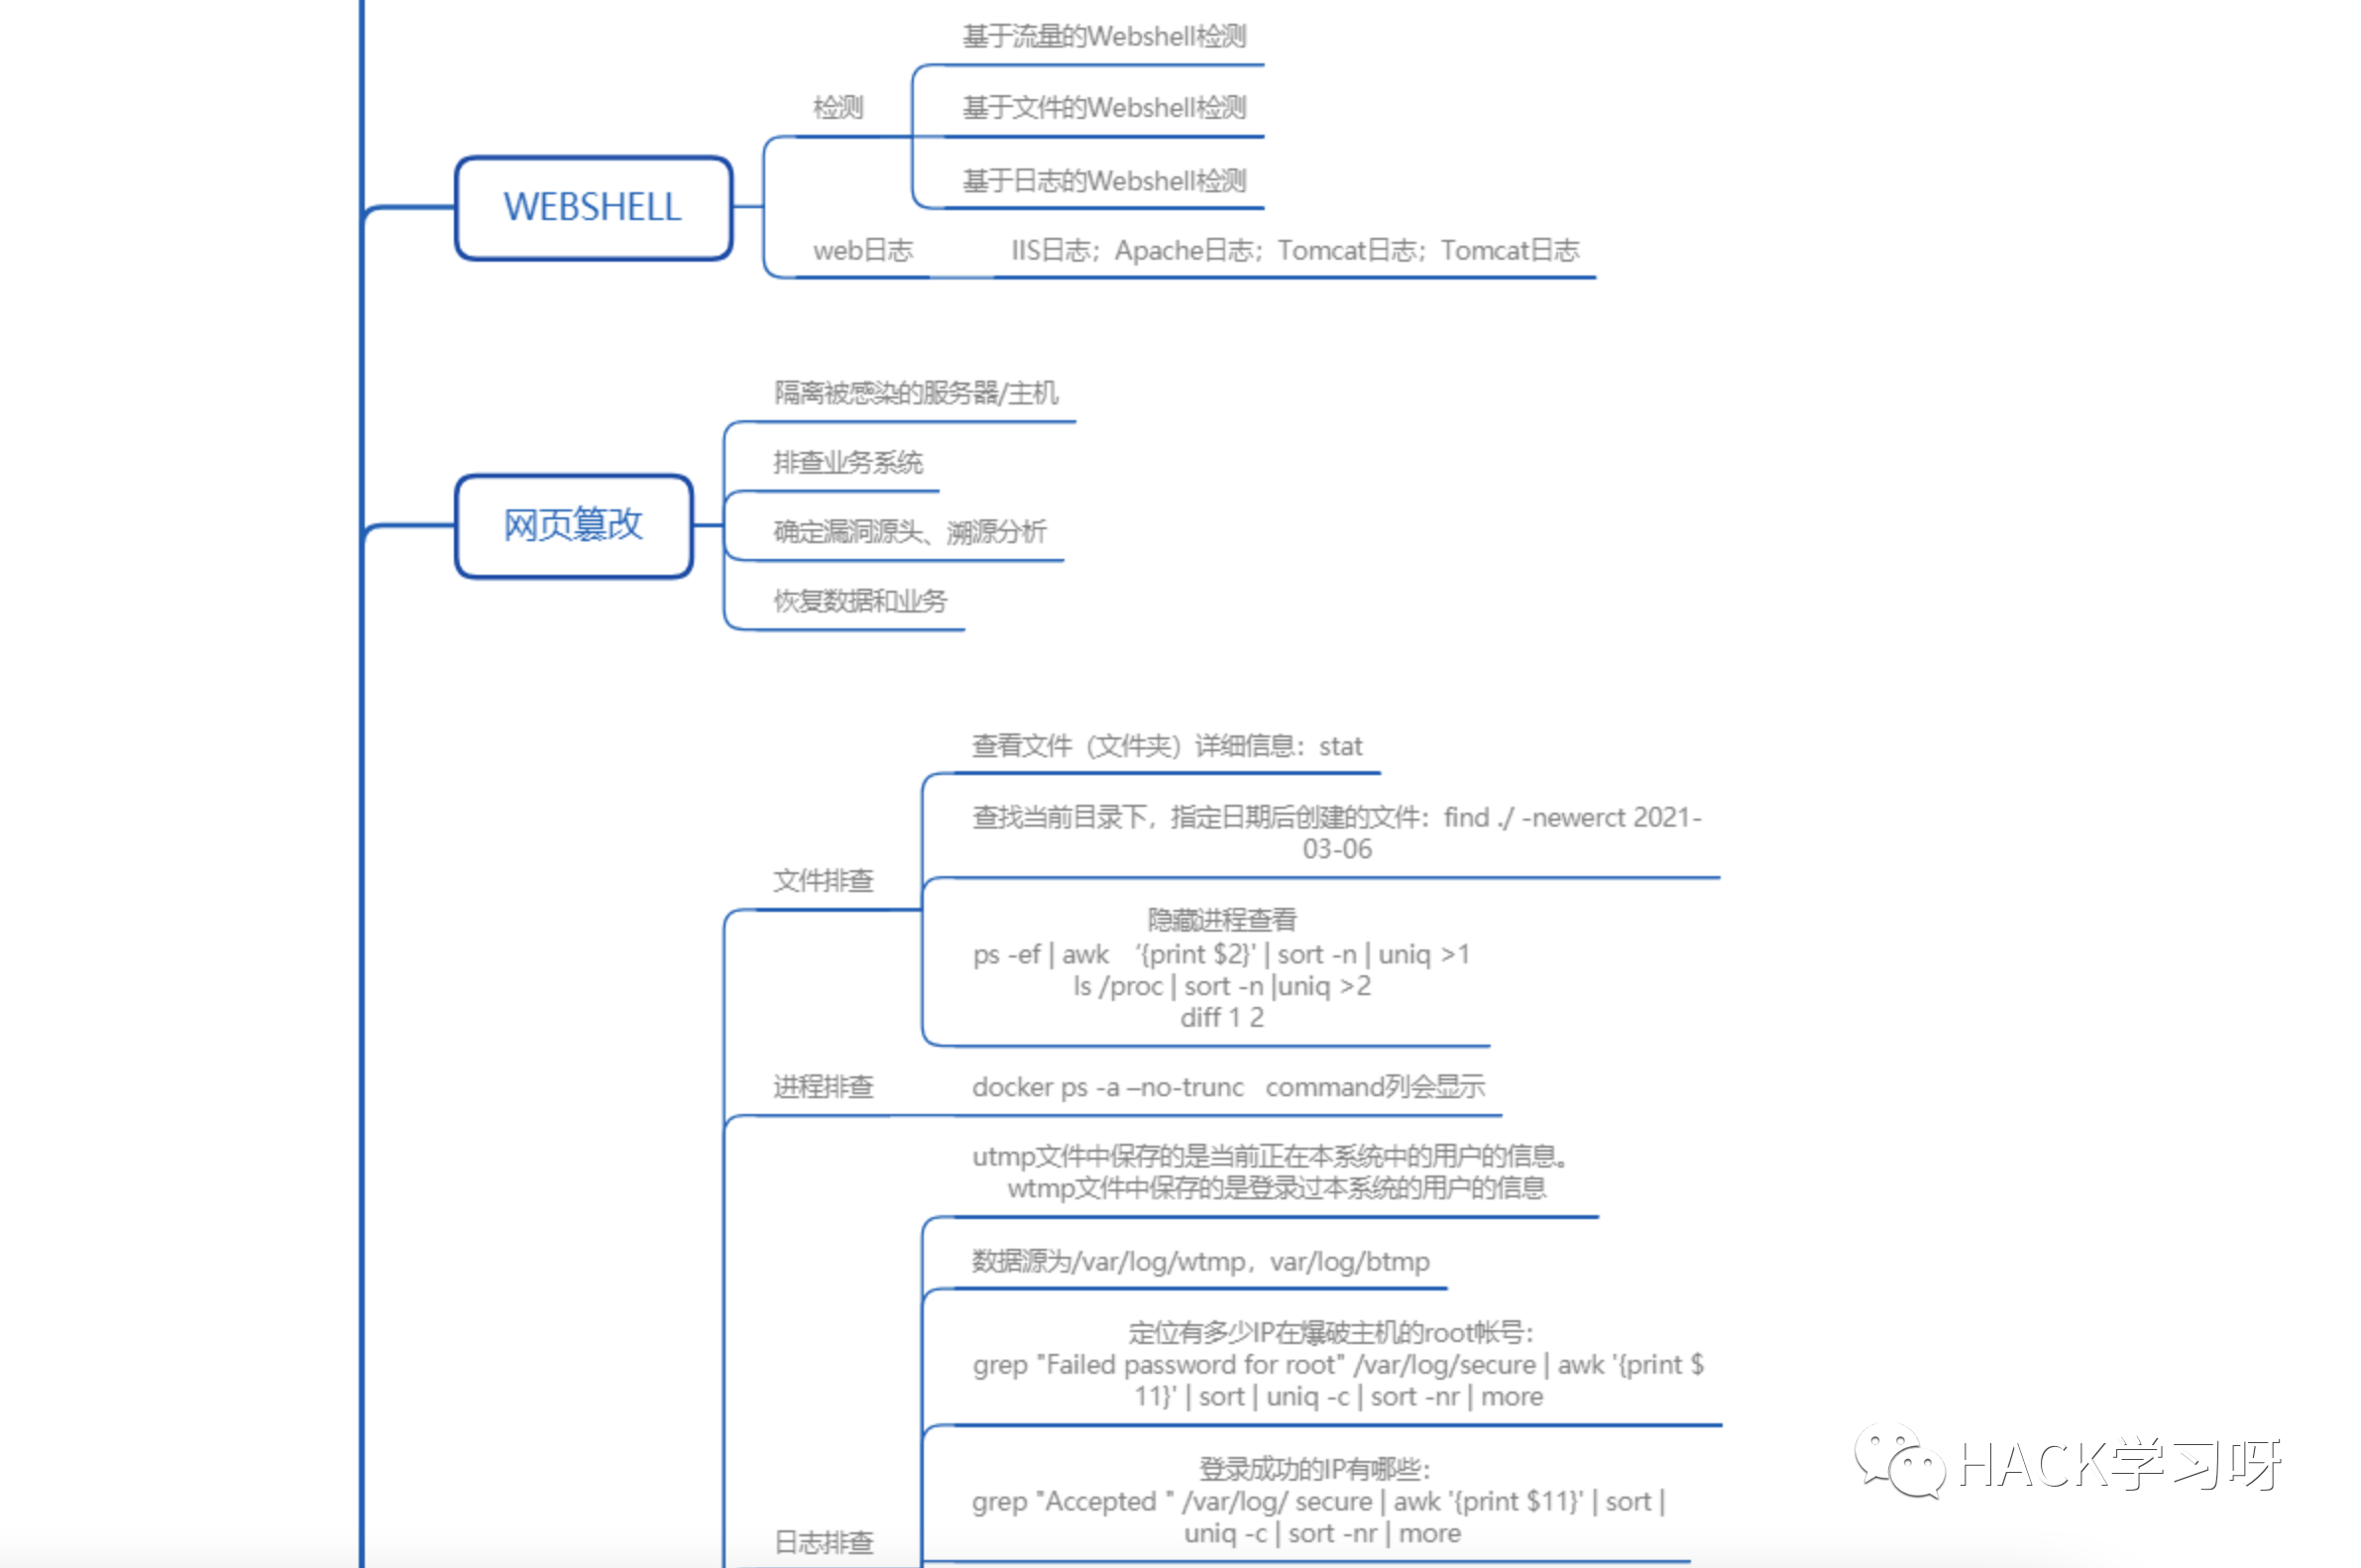 基于流量的Webshell检测
检测
基于文件的Webshell检测
基于日志的Webshell检测
WEBSHELL
web日志
IIS日志；Apache日志；Tomcat日志；Tomcat日志
隔离被感染的服务器/主机
排查业务系统
网页篡改
确定漏洞源头、溯源分析
恢复数据和业务
查看文件（文件夹）详细信息：stat
查找当前目录下，指定日期后创建的文件：find ./ -newerct 2021-
03-06
文件排查
隐藏进程查看
ps -ef | awk   '{print $2}' | sort -n | uniq >1
ls /proc | sort -n |uniq >2
diff 1 2
进程排查
docker ps -a –no-trunc   command列会显示
utmp文件中保存的是当前正在本系统中的用户的信息。
wtmp文件中保存的是登录过本系统的用户的信息
数据源为/var/log/wtmp，var/log/btmp
定位有多少IP在爆破主机的root帐号：
grep "Failed password for root" /var/log/secure | awk '{print $
11}' | sort | uniq -c | sort -nr | more
登录成功的IP有哪些：
grep "Accepted " /var/log/ secure | awk '{print $11}' | sort |
uniq -c | sort -nr | more
日志排查
HACK学习呀